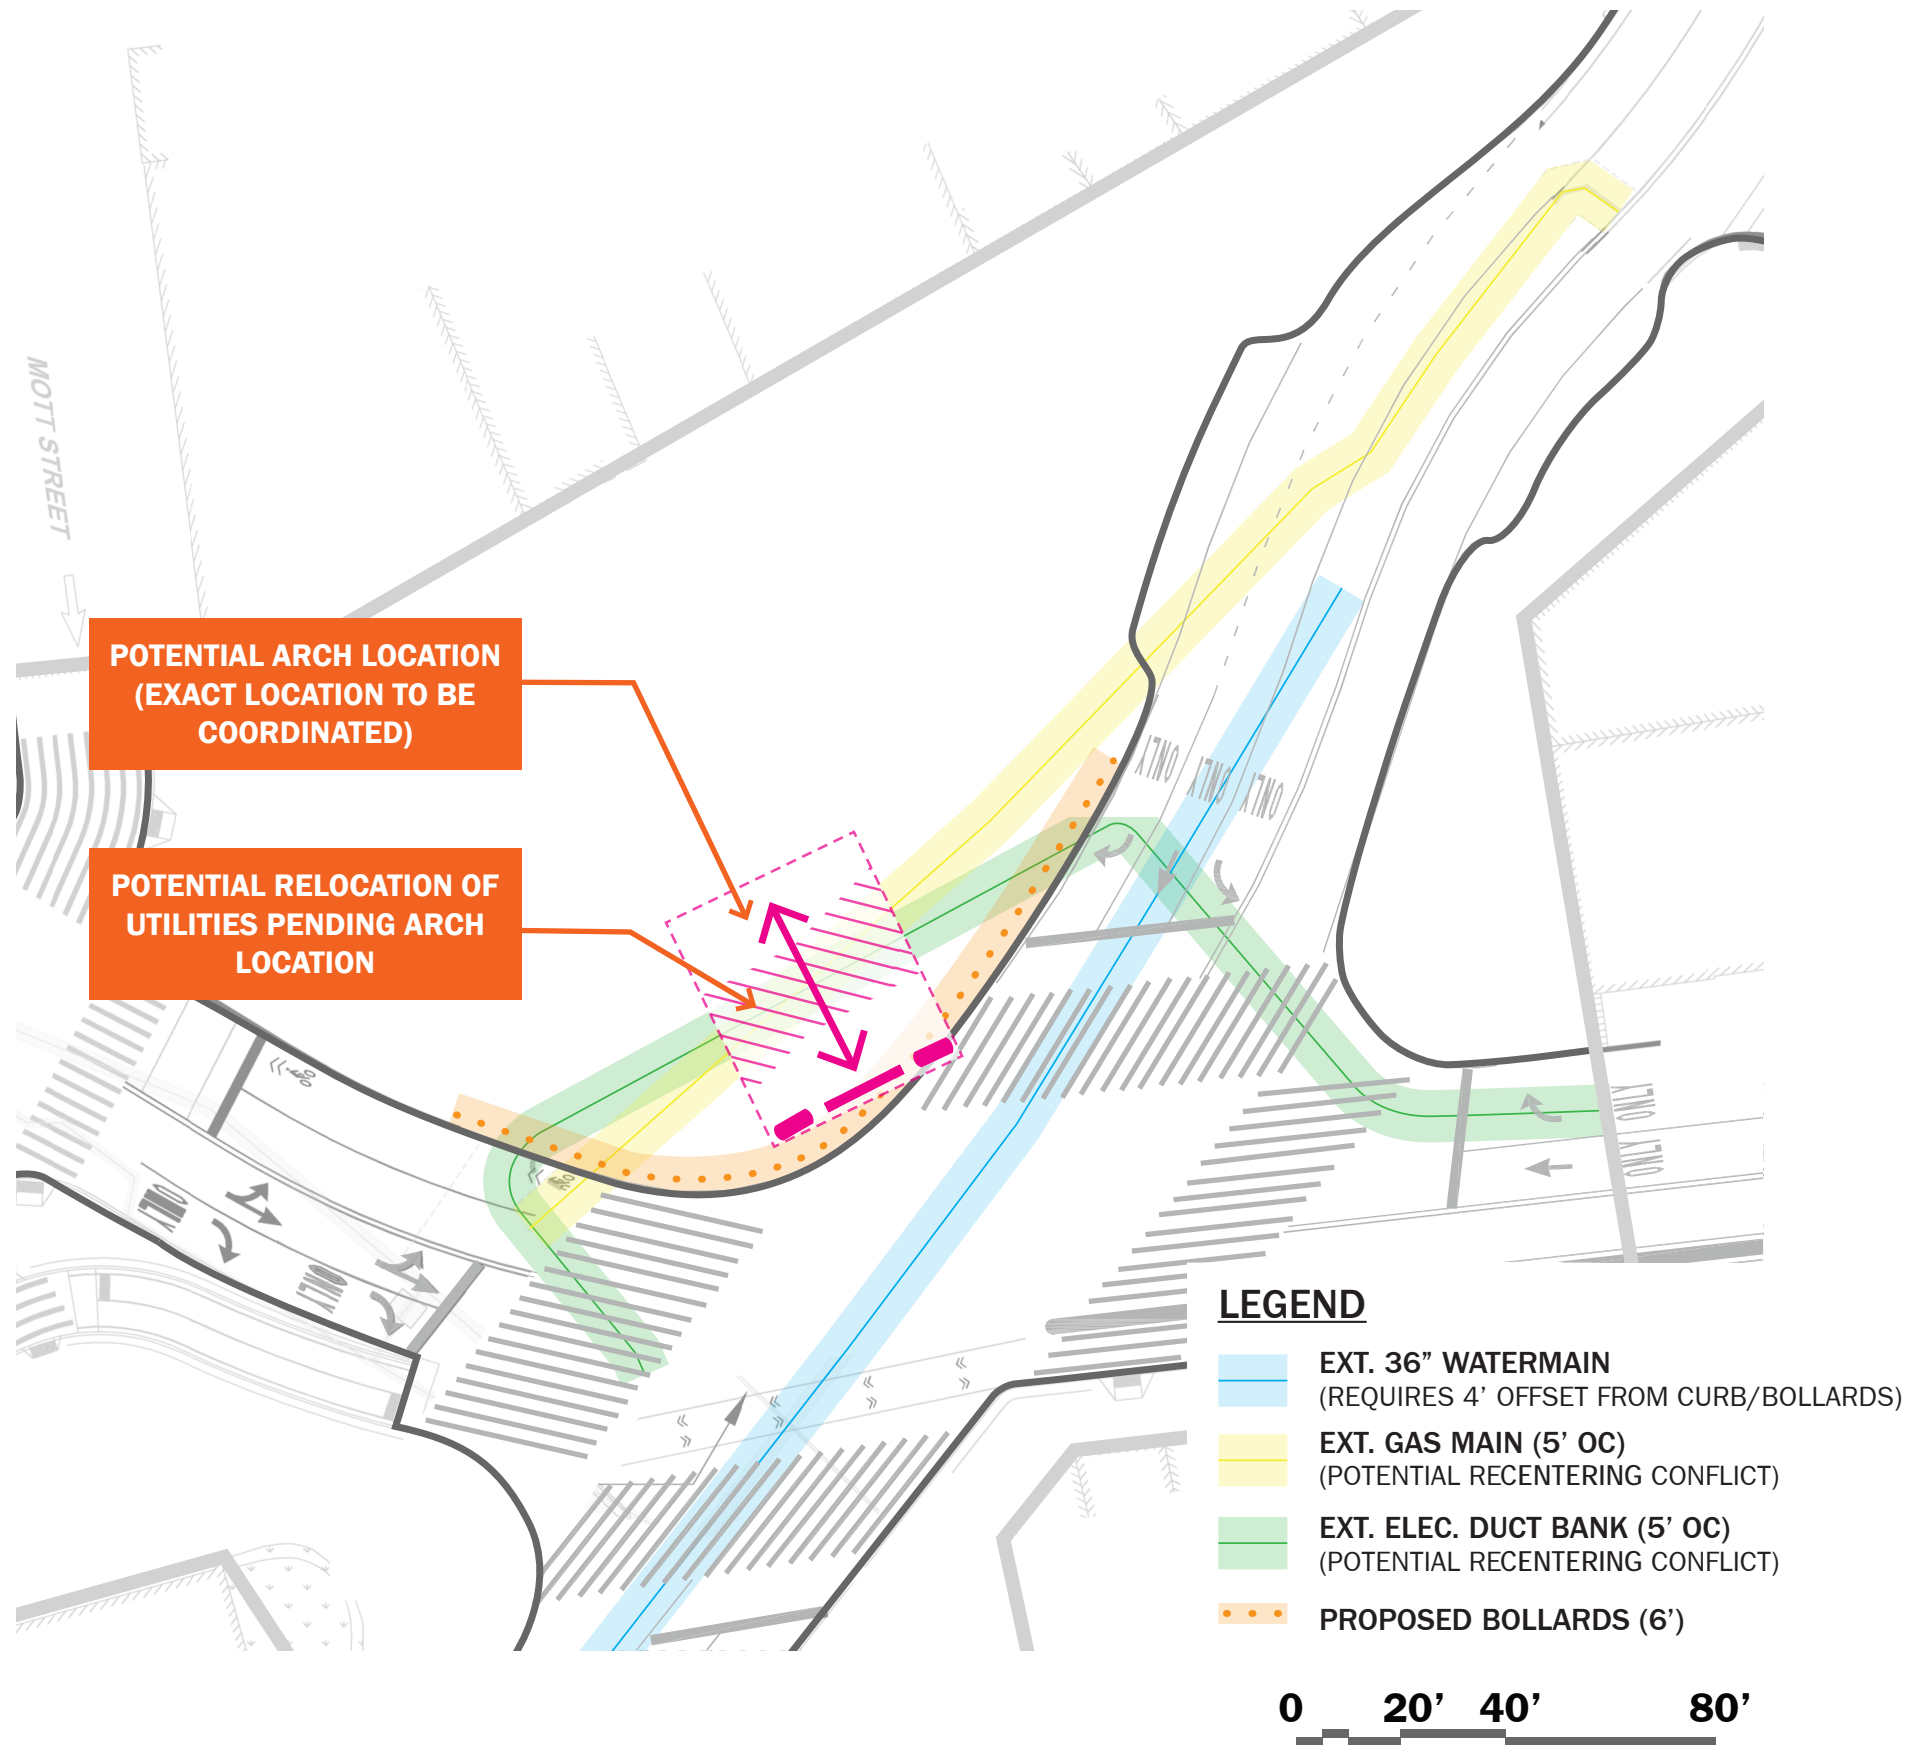 MOTT STREET
POTENTIAL ARCH LOCATION
(EXACT LOCATION TO BE
COORDINATED)
POTENTIAL RELOCATION OF
UTILITIES PENDING ARCH
LOCATION
ONLY
ONLY
ONLY
ONLY
ONLY
ONLY
ONLY
LEGEND
EXT. 36” WATERMAIN
(REQUIRES 4’ OFFSET FROM CURB/BOLLARDS)
EXT. GAS MAIN (5’ OC)
(POTENTIAL RECENTERING CONFLICT)
EXT. ELEC. DUCT BANK (5’ OC)
(POTENTIAL RECENTERING CONFLICT)
PROPOSED BOLLARDS (6’)
0 20’ 40’ 80’